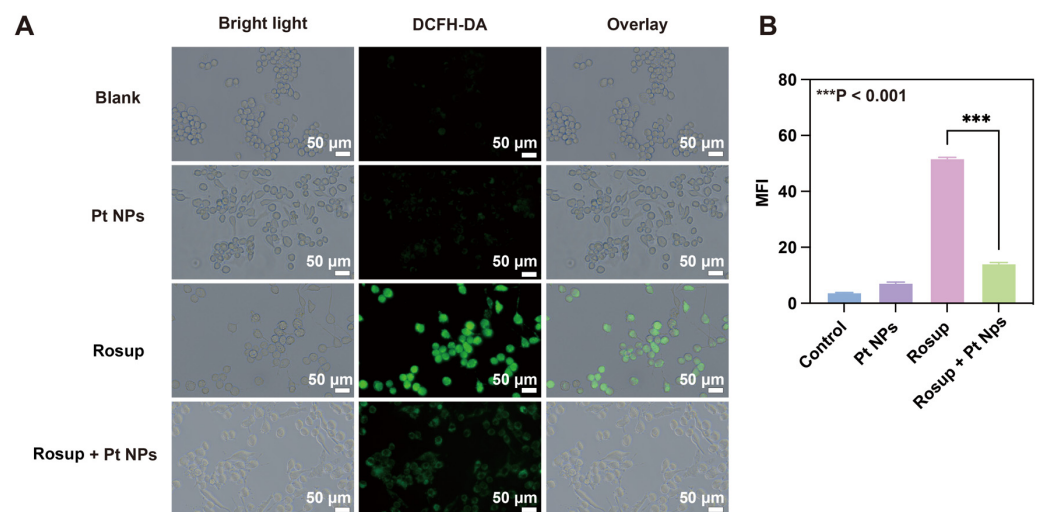 A
Bright light
DCFH-DA
Overlay
Blank
50 µm
50 µm
50 µm
Pt NPs
50 µm
50 µm
50 µm
Rosup
50 µm
50 µm
50 µm
Rosup + Pt NPs
50 µm
50 µm
50 µm
B
***P < 0.001
***
MFI
80
60
40
20
0
Control
Pt NPs
Rosup
Rosup + Pt Nps